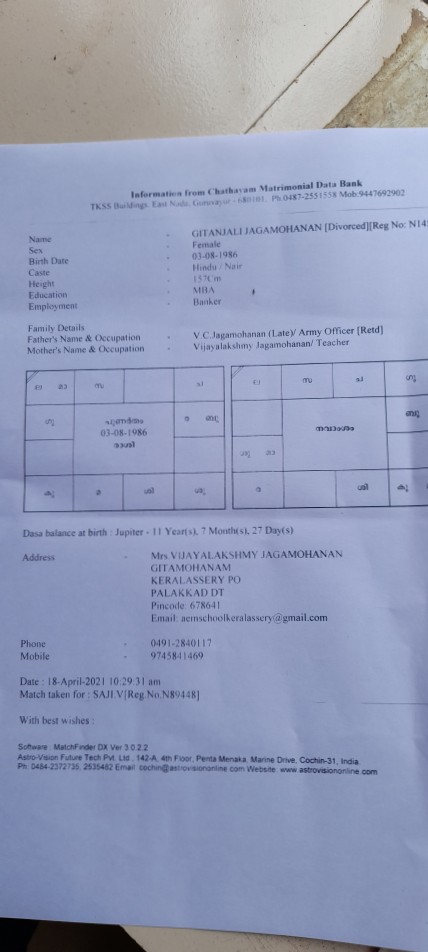 Information from Chathayam Matrimonial Data Bank
TKSS Buildings, East Nada, Guruvayur - 680101. Ph:0487-2551558 Mob:9447692902
Name - GITANJALI JAGAMOHANAN [Divorced][Reg No: N14
Sex - Female
Birth Date - 03-08-1986
Caste - Hindu / Nair
Height - 157Cm
Education - MBA
Employment - Banker
Family Details
Father's Name & Occupation - V.C.Jagamohanan (Late)/ Army Officer [Retd]
Mother's Name & Occupation - Vijayalakshmy Jagamohanan/ Teacher
ല മാ സ ശി ല സ ശി ഗു
ഗു പുണർതം ര ബു നവാംശം ബു
03-08-1986
രാശി ശു മാ
കു മ ശി ശു ര ശി കു
Dasa balance at birth : Jupiter - 11 Year(s), 7 Month(s), 27 Day(s)
Address - Mrs.VIJAYALAKSHMY JAGAMOHANAN
GITAMOHANAM
KERALASSERY PO
PALAKKAD DT
Pincode: 678641
Email: aemschoolkeralassery@gmail.com
Phone - 0491-2840117
Mobile - 9745841469
Date : 18-April-2021 10:29:31 am
Match taken for : SAJI.V[Reg.No.N89448]
With best wishes :
Software : MatchFinder DX Ver 3.0.2.2
Astro-Vision Future Tech Pvt. Ltd., 142-A, 4th Floor, Penta Menaka, Marine Drive, Cochin-31, India.
Ph: 0484-2372735, 2535482 Email: cochin@astrovisiononline.com Website: www.astrovisiononline.com